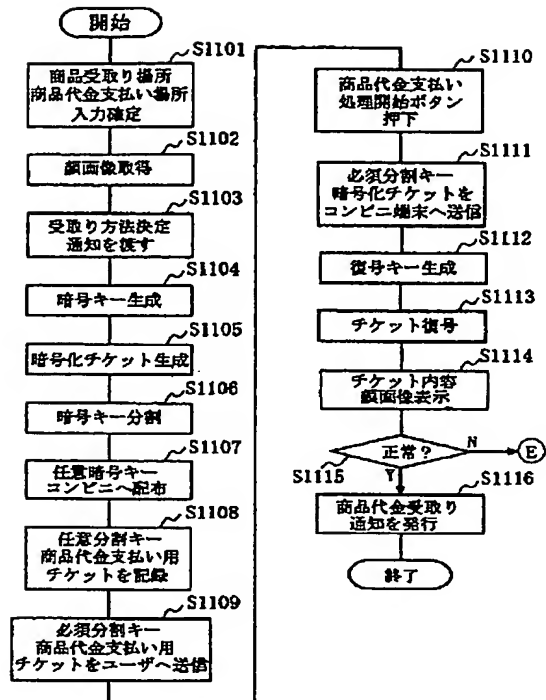 開始
S1101
商品受取り場所
商品代金支払い場所
入力確定
S1102
顔画像取得
S1103
受取り方法決定
通知を渡す
S1104
暗号キー生成
S1105
暗号化チケット生成
S1106
暗号キー分割
S1107
任意暗号キー
コンビニへ配布
S1108
任意分割キー
商品代金支払い用
チケットを記録
S1109
必須分割キー
商品代金支払い用
チケットをユーザへ送信
S1110
商品代金支払い
処理開始ボタン
押下
S1111
必須分割キー
暗号化チケットを
コンビニ端末へ送信
S1112
復号キー生成
S1113
チケット復号
S1114
チケット内容
顔画像表示
正常?
N
E
S1115
Y
S1116
商品代金受取り
通知を発行
終了